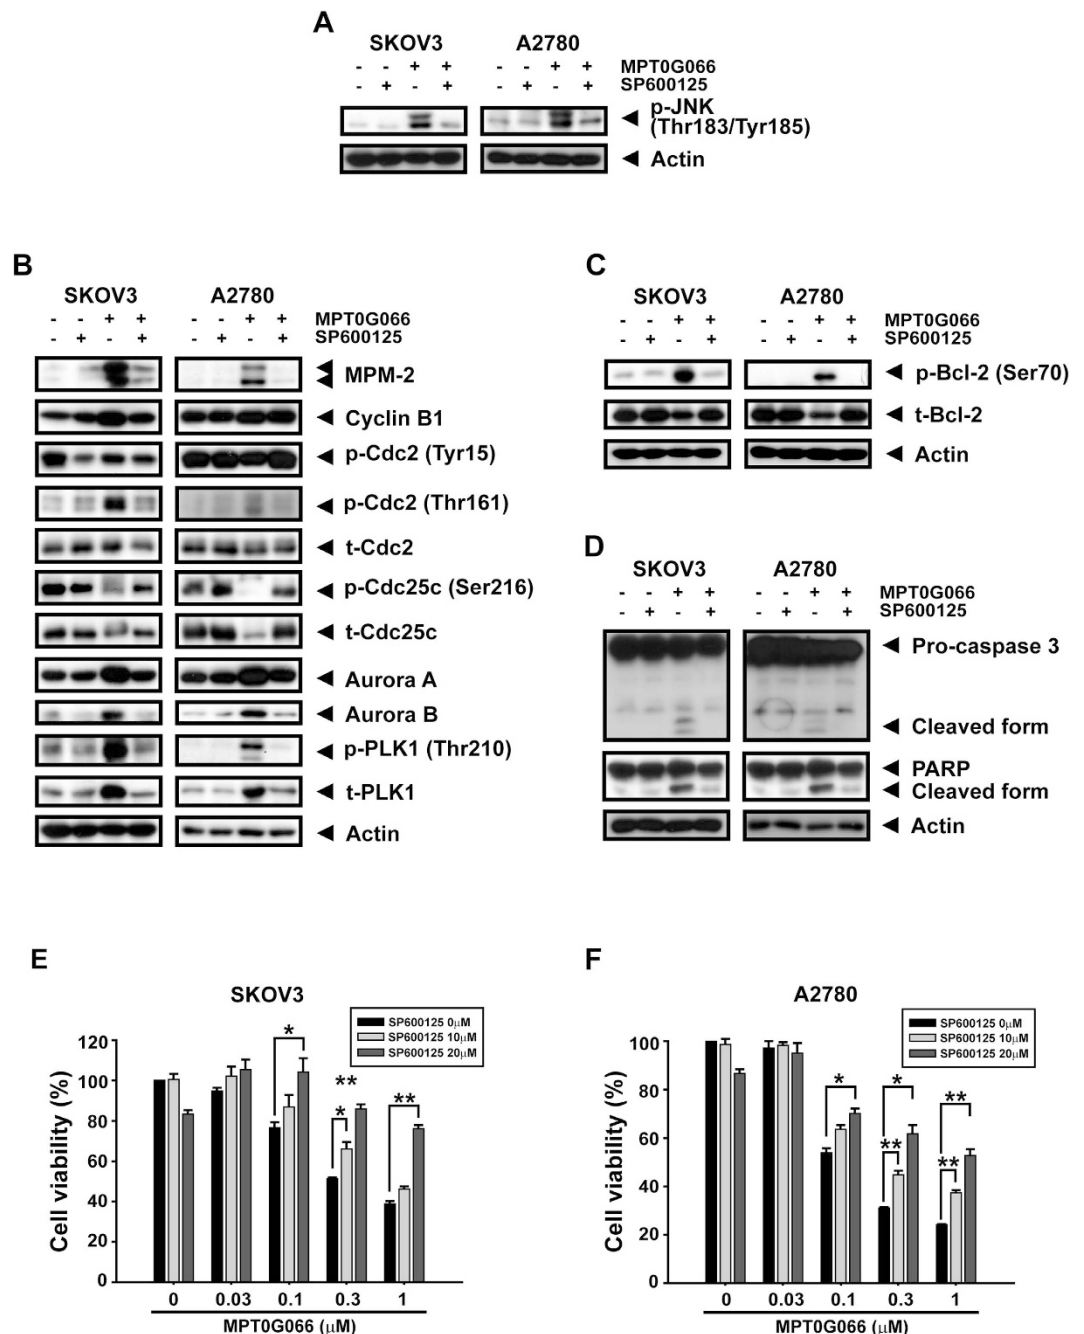 A
SKOV3 A2780
- - + + - - + + MPT0G066
- + - + - + - + SP600125
p-JNK
(Thr183/Tyr185)
Actin
B
SKOV3 A2780
- - + + - - + + MPT0G066
- + - + - + - + SP600125
MPM-2
Cyclin B1
p-Cdc2 (Tyr15)
p-Cdc2 (Thr161)
t-Cdc2
p-Cdc25c (Ser216)
t-Cdc25c
Aurora A
Aurora B
p-PLK1 (Thr210)
t-PLK1
Actin
C
SKOV3 A2780
- - + + - - + + MPT0G066
- + - + - + - + SP600125
p-Bcl-2 (Ser70)
t-Bcl-2
Actin
D
SKOV3 A2780
- - + + - - + + MPT0G066
- + - + - + - + SP600125
Pro-caspase 3
Cleaved form
PARP
Cleaved form
Actin
E
SKOV3
SP600125 0μM
SP600125 10μM
SP600125 20μM
Cell viability (%)
120
100
80
60
40
20
0
* ** * **
0 0.03 0.1 0.3 1
MPT0G066 (μM)
F
A2780
SP600125 0μM
SP600125 10μM
SP600125 20μM
Cell viability (%)
100
80
60
40
20
0
* * ** ** **
0 0.03 0.1 0.3 1
MPT0G066 (μM)